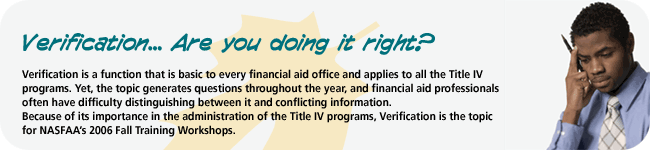 Verification... Are you doing it right?
Verification is a function that is basic to every financial aid office and applies to all the Title IV
programs. Yet, the topic generates questions throughout the year, and financial aid professionals
often have difficulty distinguishing between it and conflicting information.
Because of its importance in the administration of the Title IV programs, Verification is the topic
for NASFAA's 2006 Fall Training Workshops.